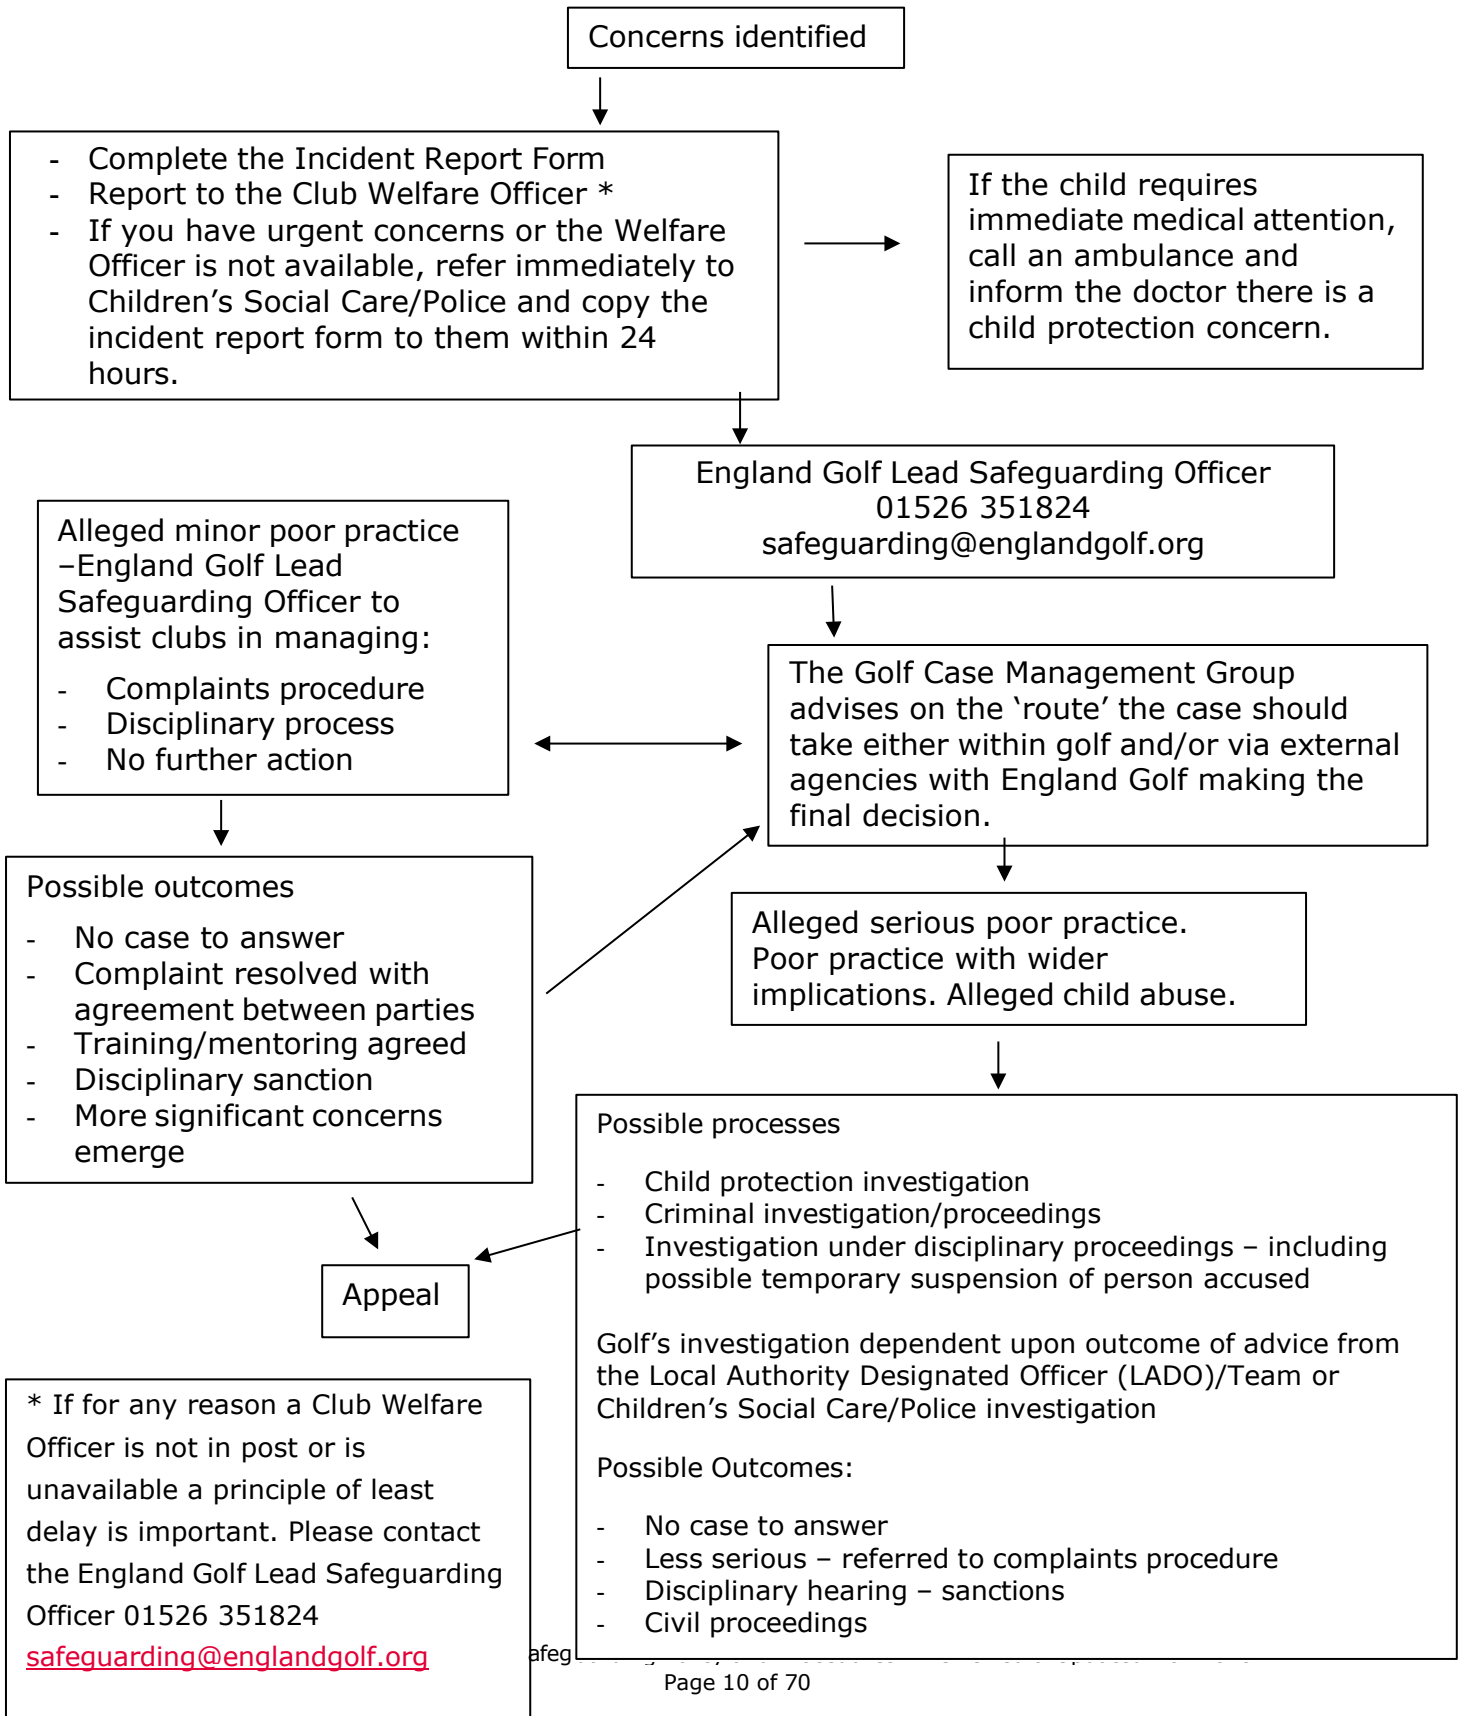 Concerns identified
- Complete the Incident Report Form
- Report to the Club Welfare Officer *
- If you have urgent concerns or the Welfare
Officer is not available, refer immediately to
Children’s Social Care/Police and copy the
incident report form to them within 24
hours.
If the child requires
immediate medical attention,
call an ambulance and
inform the doctor there is a
child protection concern.
England Golf Lead Safeguarding Officer
01526 351824
safeguarding@englandgolf.org
Alleged minor poor practice
–England Golf Lead
Safeguarding Officer to
assist clubs in managing:
- Complaints procedure
- Disciplinary process
- No further action
The Golf Case Management Group
advises on the ‘route’ the case should
take either within golf and/or via external
agencies with England Golf making the
final decision.
Possible outcomes
- No case to answer
- Complaint resolved with
agreement between parties
- Training/mentoring agreed
- Disciplinary sanction
- More significant concerns
emerge
Alleged serious poor practice.
Poor practice with wider
implications. Alleged child abuse.
Possible processes
- Child protection investigation
- Criminal investigation/proceedings
- Investigation under disciplinary proceedings – including
possible temporary suspension of person accused
Golf’s investigation dependent upon outcome of advice from
the Local Authority Designated Officer (LADO)/Team or
Children’s Social Care/Police investigation
Possible Outcomes:
- No case to answer
- Less serious – referred to complaints procedure
- Disciplinary hearing – sanctions
- Civil proceedings
Appeal
* If for any reason a Club Welfare
Officer is not in post or is
unavailable a principle of least
delay is important. Please contact
the England Golf Lead Safeguarding
Officer 01526 351824
safeguarding@englandgolf.org
Page 10 of 70